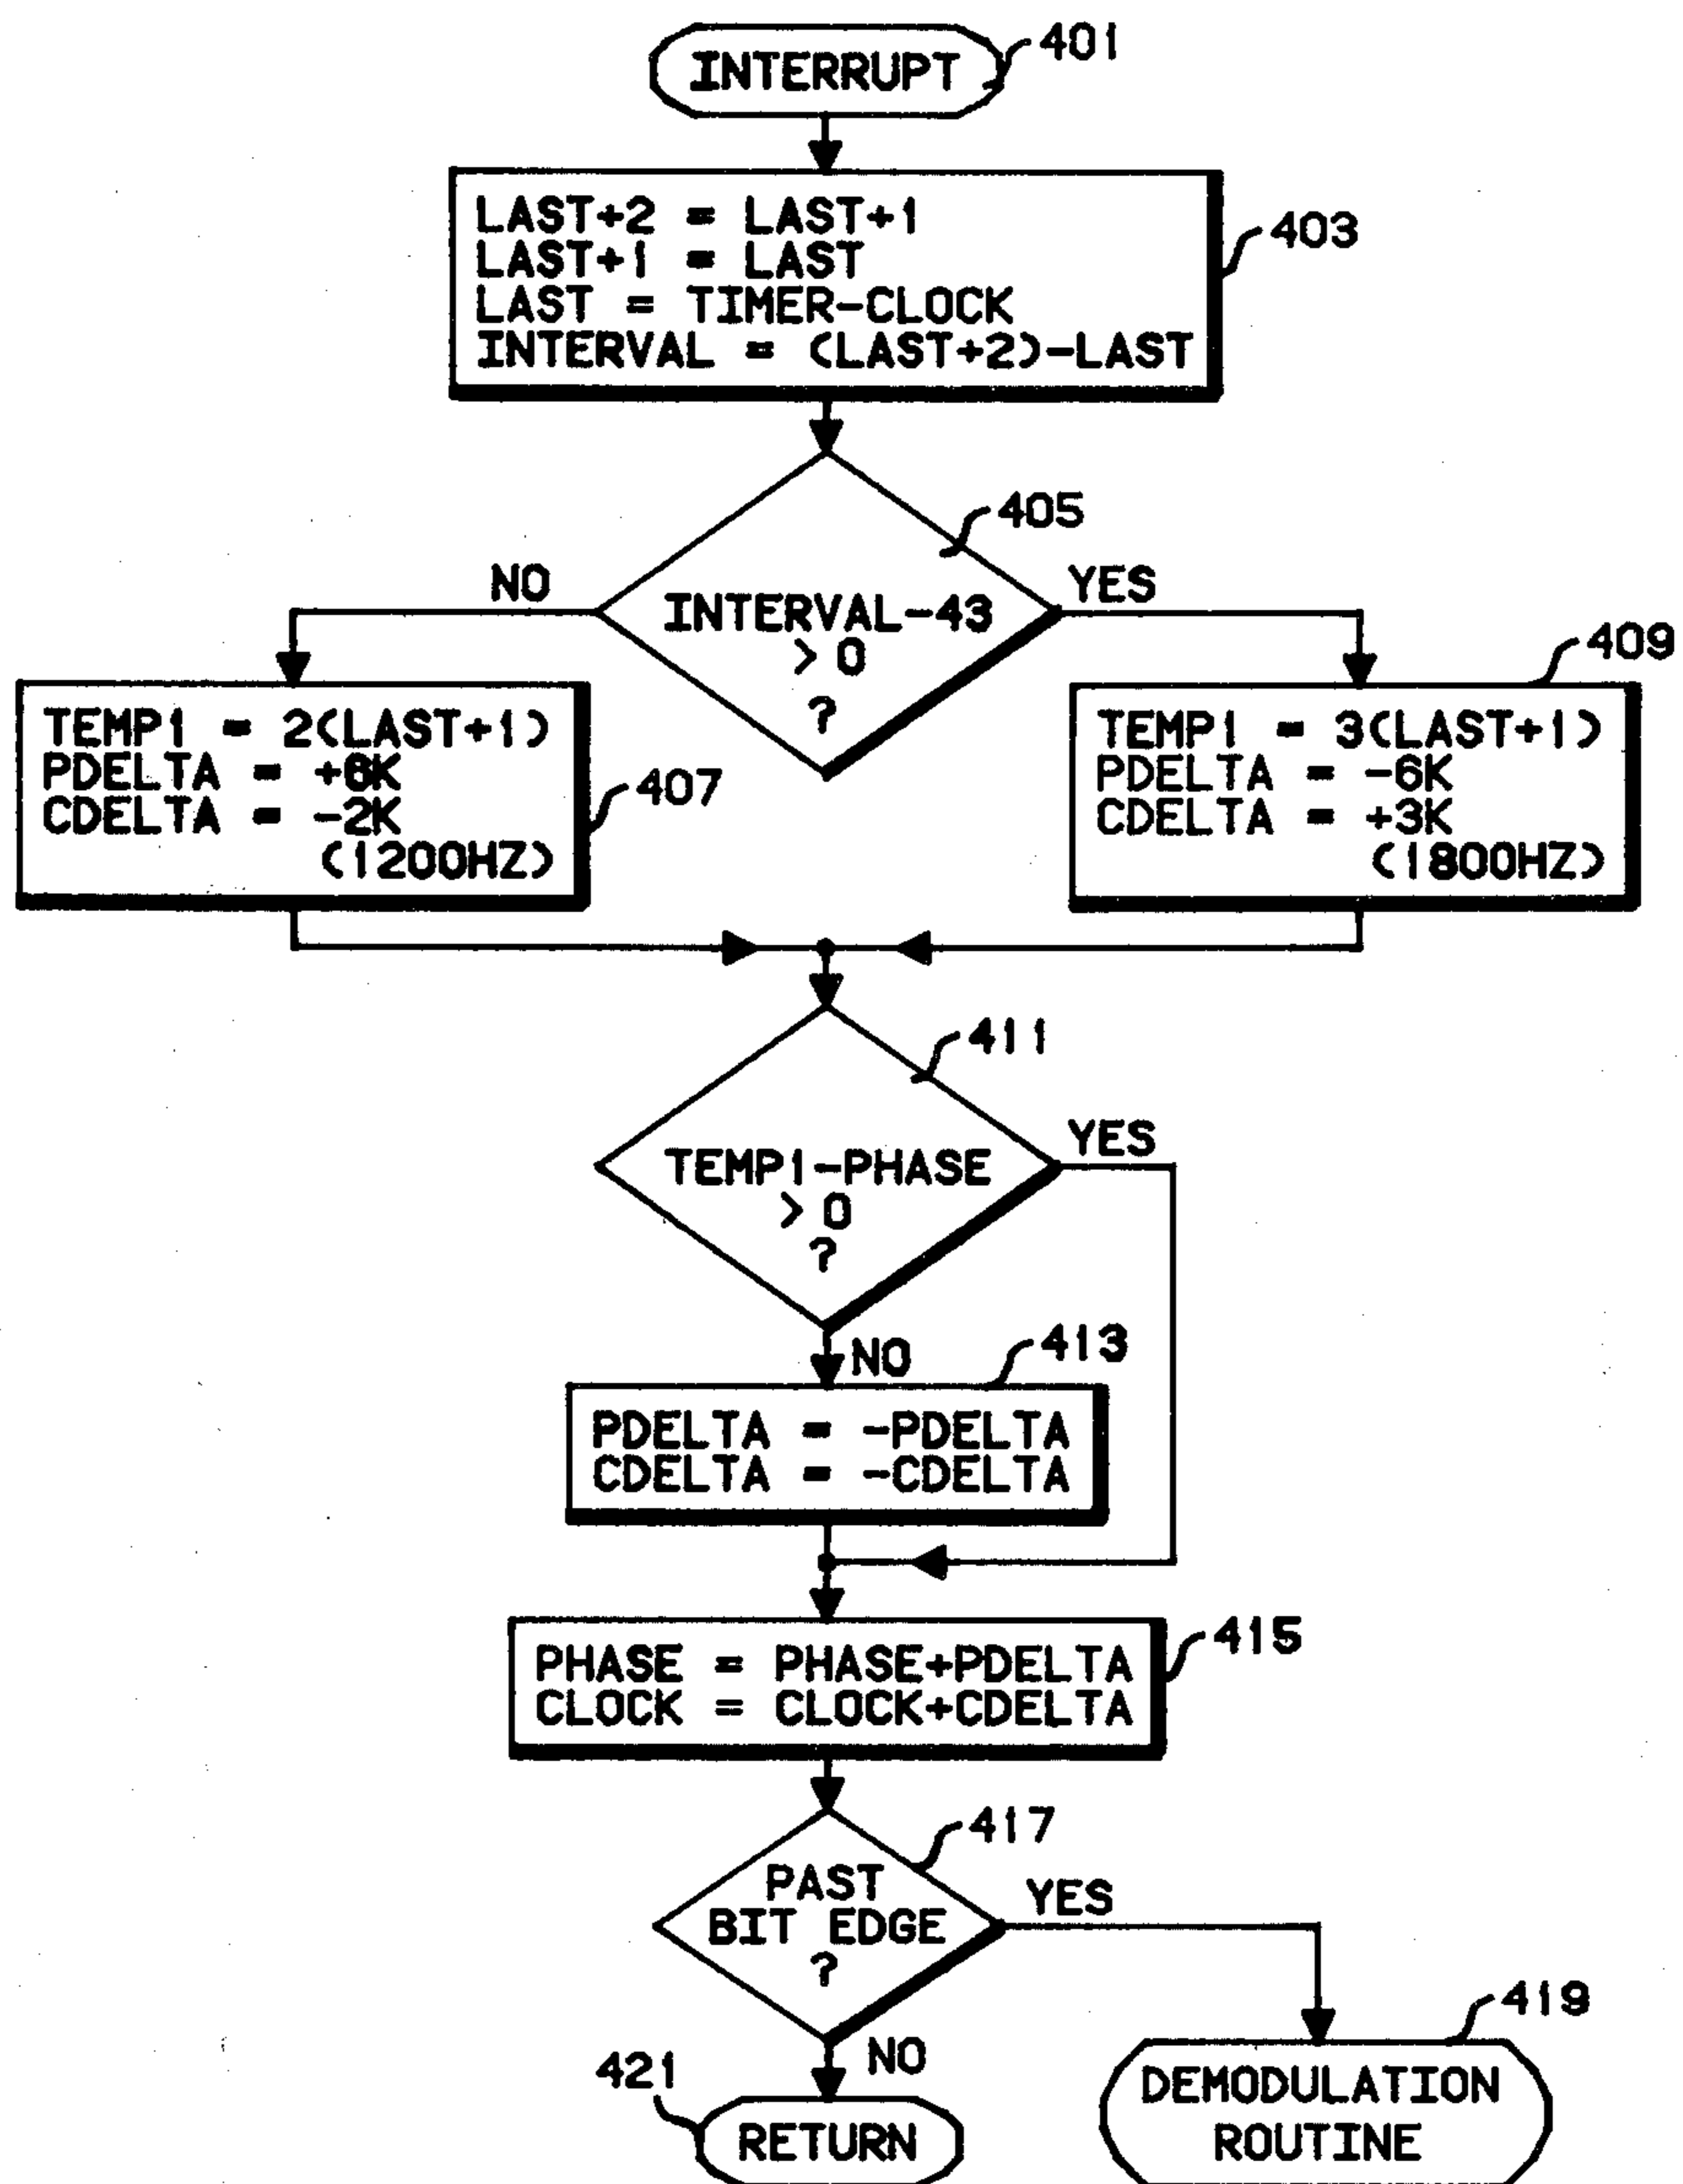 INTERRUPT
401
LAST+2 = LAST+1
LAST+1 = LAST
LAST = TIMER-CLOCK
INTERVAL = (LAST+2)-LAST
403
405
INTERVAL-43
> 0
?
NO
YES
TEMP1 = 2(LAST+1)
PDELTA = +6K
CDELTA = -2K
(1200HZ)
407
409
TEMP1 = 3(LAST+1)
PDELTA = -6K
CDELTA = +3K
(1800HZ)
411
TEMP1-PHASE
> 0
?
YES
NO
413
PDELTA = -PDELTA
CDELTA = -CDELTA
PHASE = PHASE+PDELTA
CLOCK = CLOCK+CDELTA
415
417
PAST
BIT EDGE
?
YES
NO
419
DEMODULATION
ROUTINE
421
RETURN